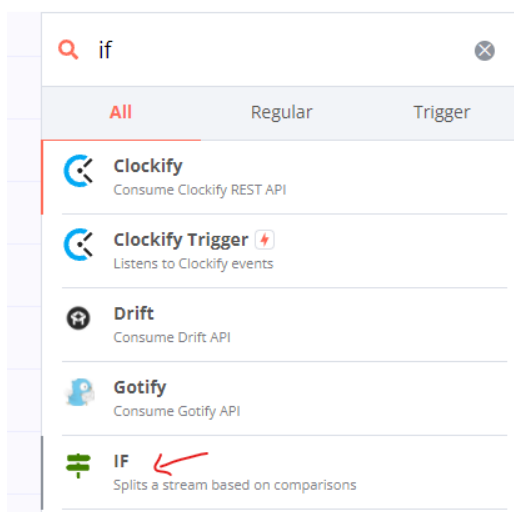 if
All Regular Trigger
Clockify
Consume Clockify REST API
Clockify Trigger
Listens to Clockify events
Drift
Consume Drift API
Gotify
Consume Gotify API
IF
Splits a stream based on comparisons